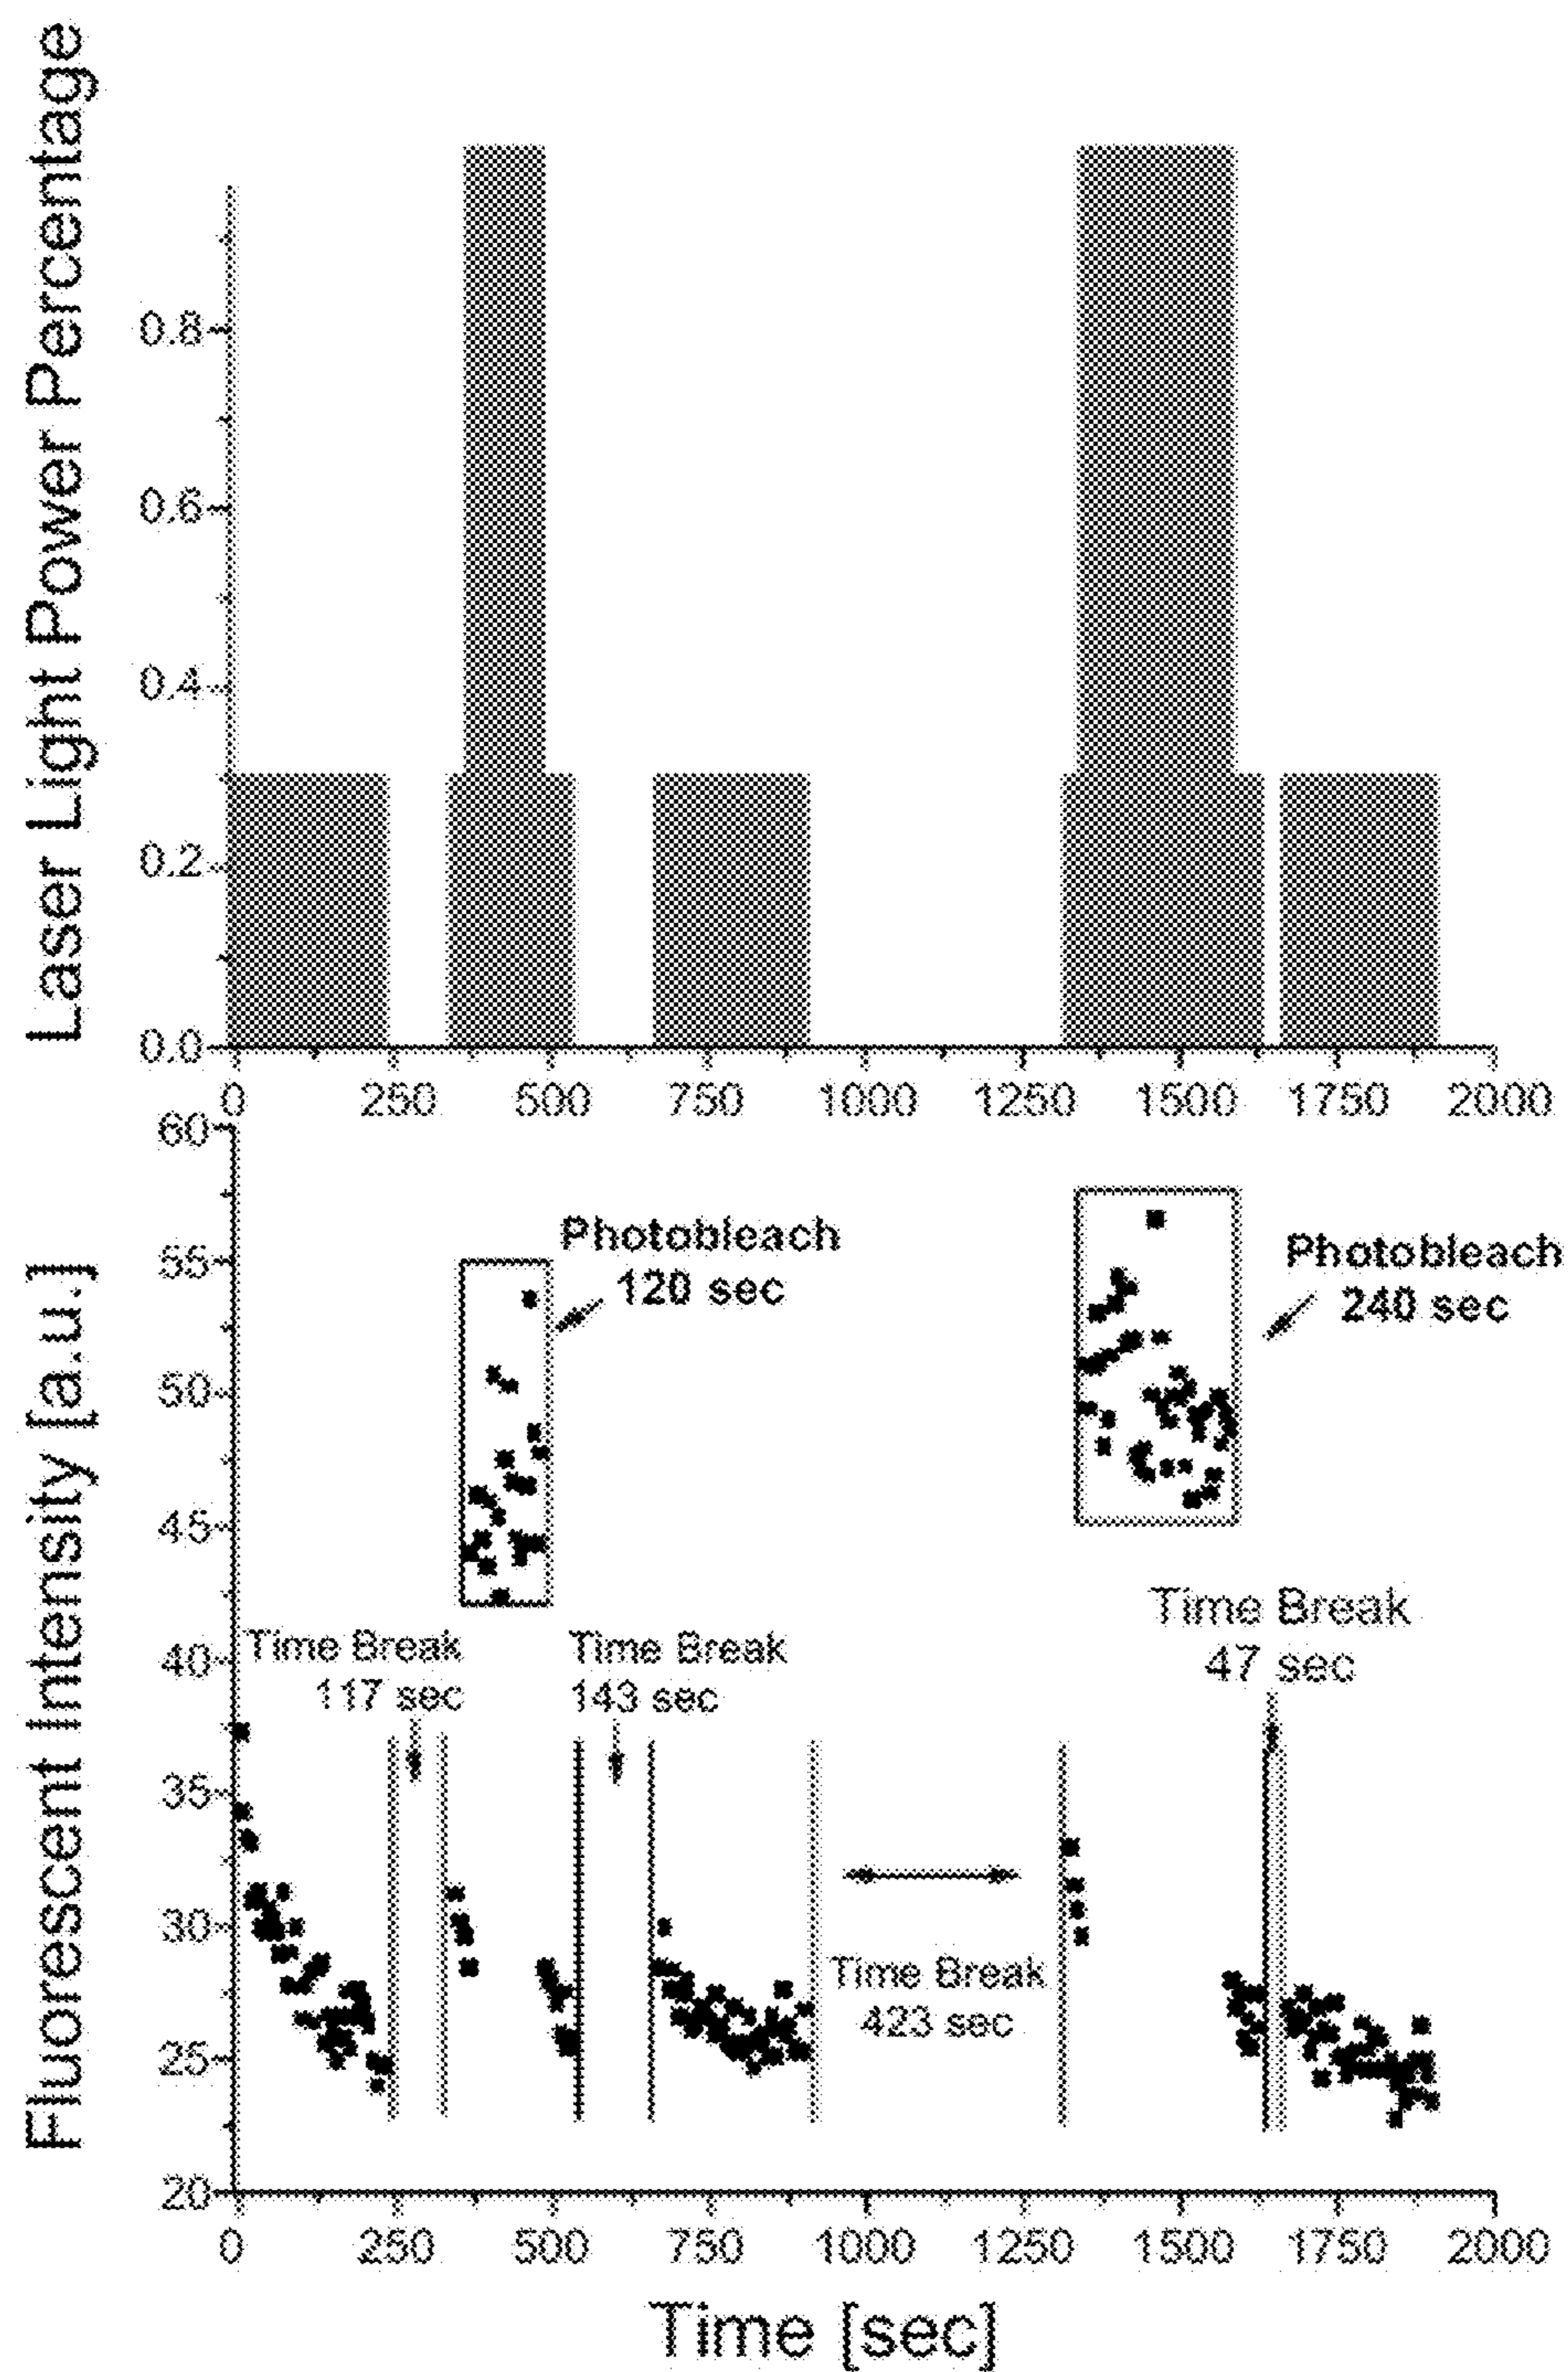 Laser Light Power Percentage
0.8
0.6
0.4
0.2
0.0
0 250 500 750 1000 1250 1500 1750 2000
Fluorescent Intensity [a.u.]
60
55
50
45
40
35
30
25
20
Photobleach
120 sec
Photobleach
240 sec
Time Break
117 sec
Time Break
143 sec
Time Break
47 sec
Time Break
423 sec
0 250 500 750 1000 1250 1500 1750 2000
Time [sec]